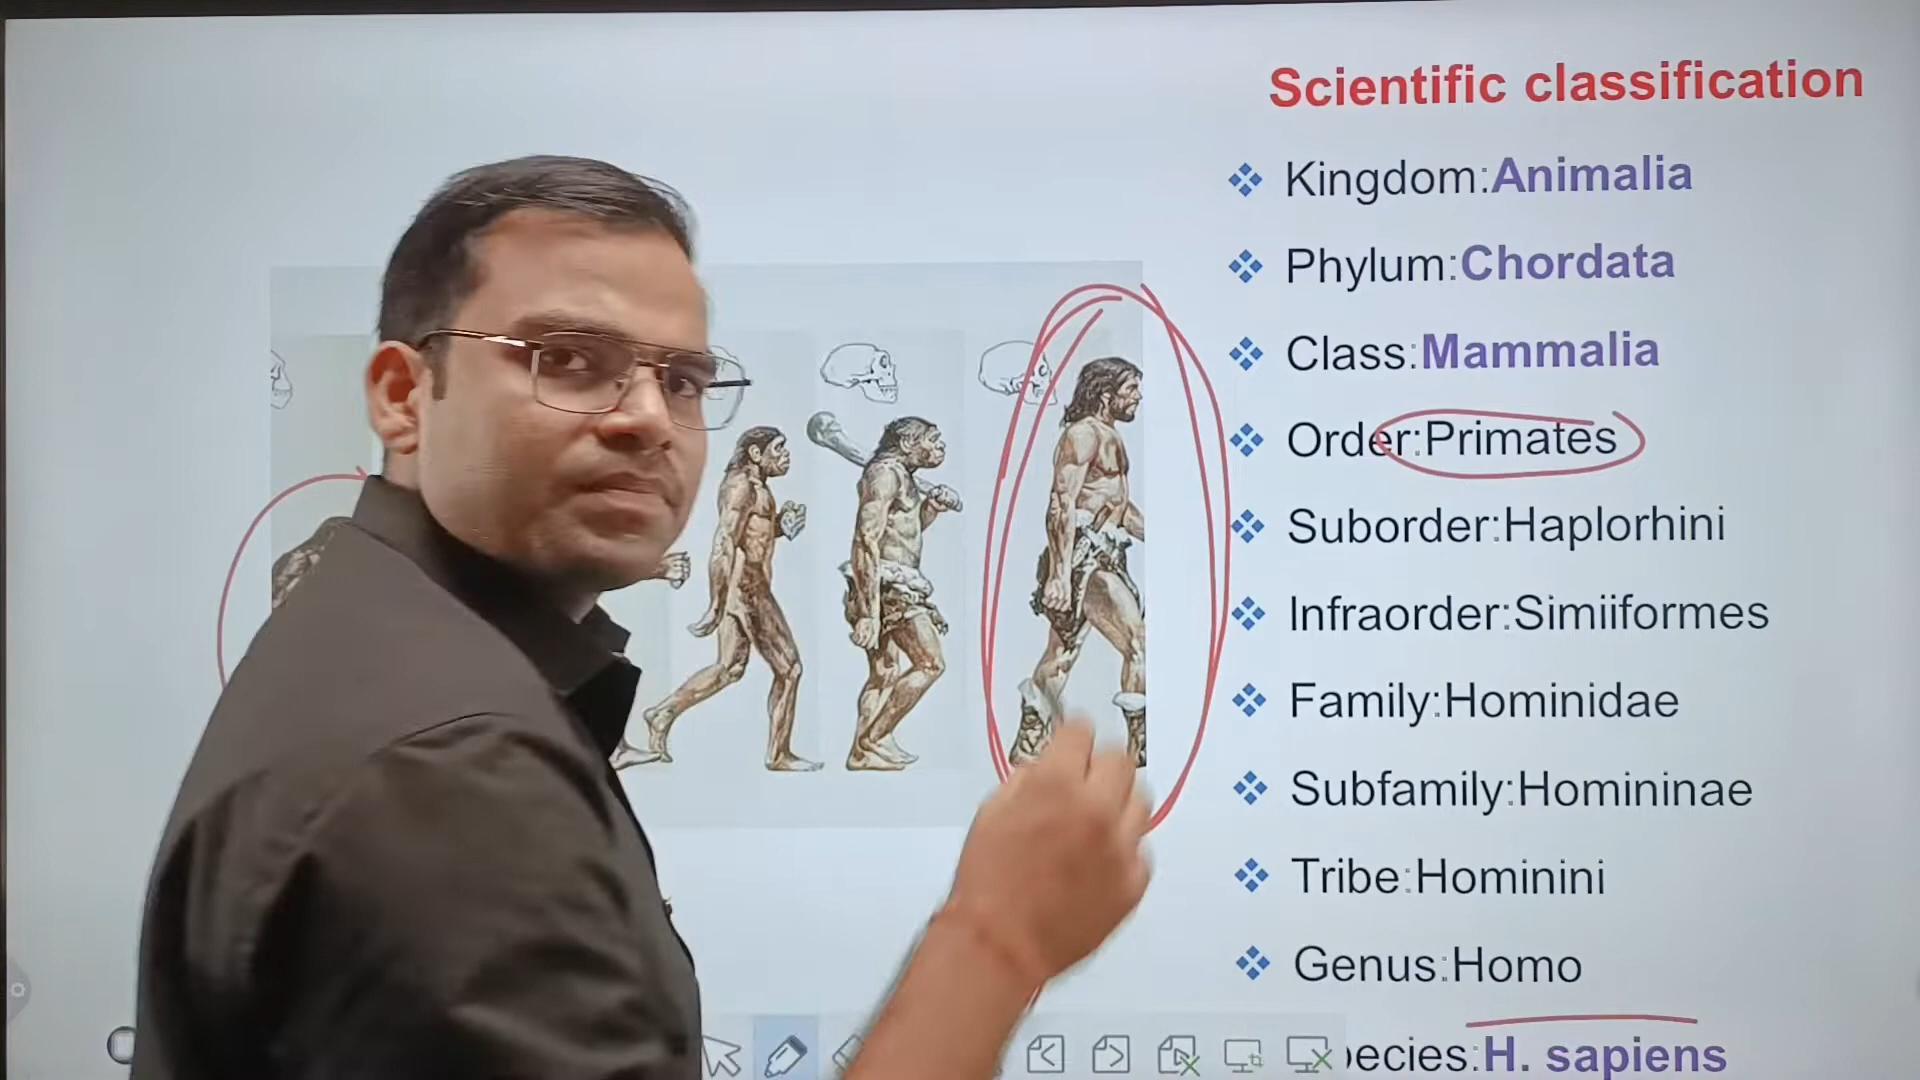 Scientific classification
Kingdom:Animalia
Phylum:Chordata
Class:Mammalia
Order:Primates
Suborder:Haplorhini
Infraorder:Simiiformes
Family:Hominidae
Subfamily:Homininae
Tribe:Hominini
Genus:Homo
pecies:H. sapiens